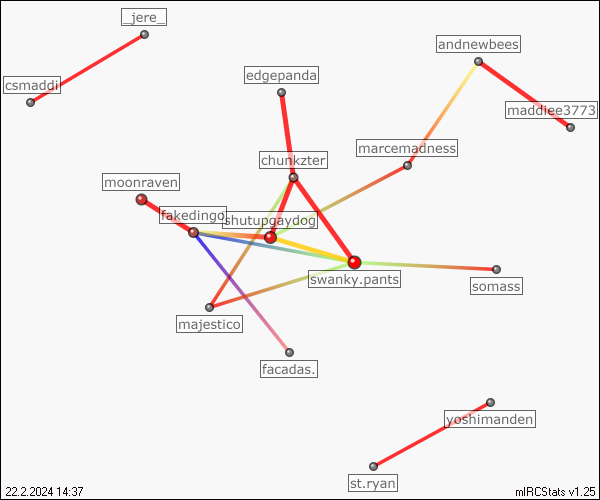 _jere_
andnewbees
csmaddi
edgepanda
maddiee3773
marcemadness
chunkzter
moonraven
fakedingo
shutupgaydog
swanky.pants
somass
majestico
facadas.
yoshimanden
st.ryan
22.2.2024 14:37
mIRCStats v1.25